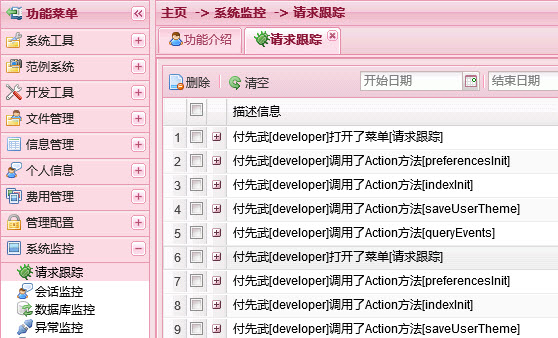 功能菜单
系统工具
范例系统
开发工具
文件管理
信息管理
个人信息
费用管理
管理配置
系统监控
请求跟踪
会话监控
数据库监控
异常监控
主页 -> 系统监控 -> 请求跟踪
功能介绍 请求跟踪
删除 清空 开始日期 结束日期
描述信息
1 付先武[developer]打开了菜单[请求跟踪]
2 付先武[developer]调用了Action方法[preferencesInit]
3 付先武[developer]调用了Action方法[indexInit]
4 付先武[developer]调用了Action方法[saveUserTheme]
5 付先武[developer]调用了Action方法[queryEvents]
6 付先武[developer]打开了菜单[请求跟踪]
7 付先武[developer]调用了Action方法[preferencesInit]
8 付先武[developer]调用了Action方法[indexInit]
9 付先武[developer]调用了Action方法[saveUserTheme]